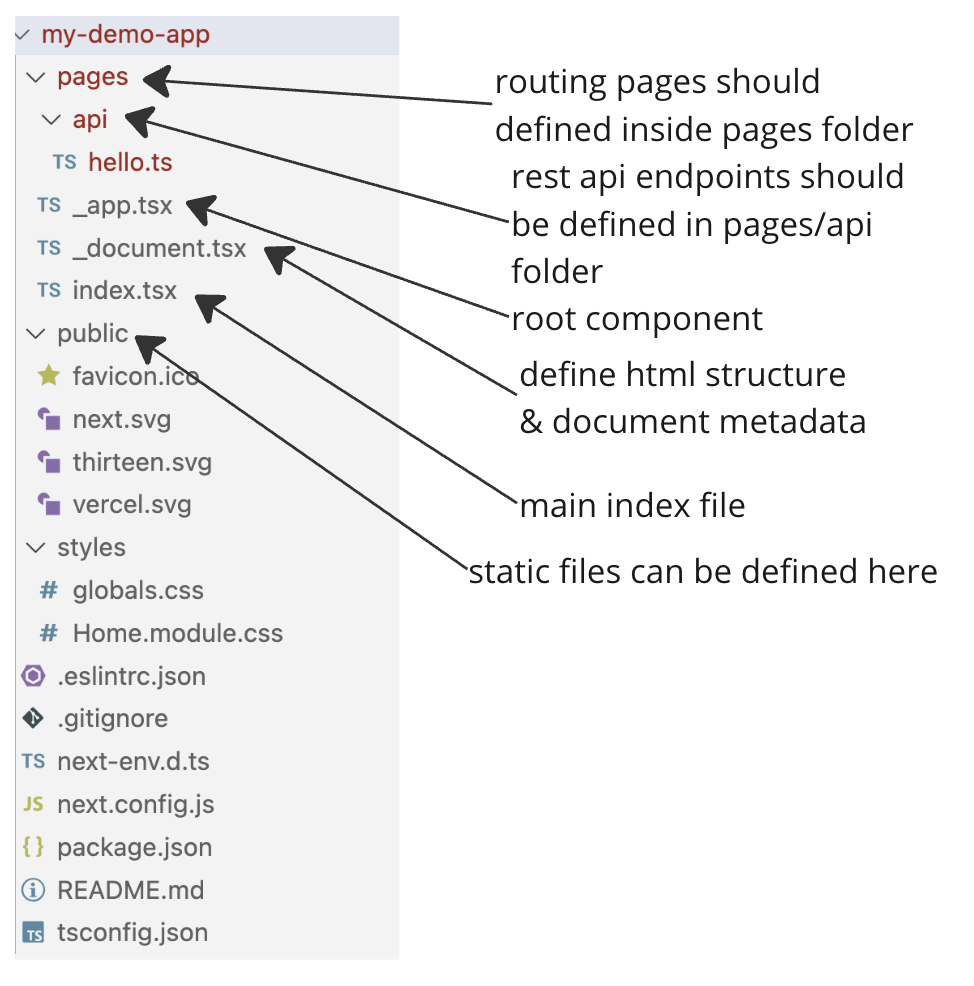 my-demo-app
pages
api
TS hello.ts
TS _app.tsx
TS _document.tsx
TS index.tsx
public
favicon.ico
next.svg
thirteen.svg
vercel.svg
styles
# globals.css
# Home.module.css
.eslintrc.json
.gitignore
TS next-env.d.ts
JS next.config.js
{} package.json
README.md
TS tsconfig.json
routing pages should
defined inside pages folder
rest api endpoints should
be defined in pages/api
folder
root component
define html structure
& document metadata
main index file
static files can be defined here